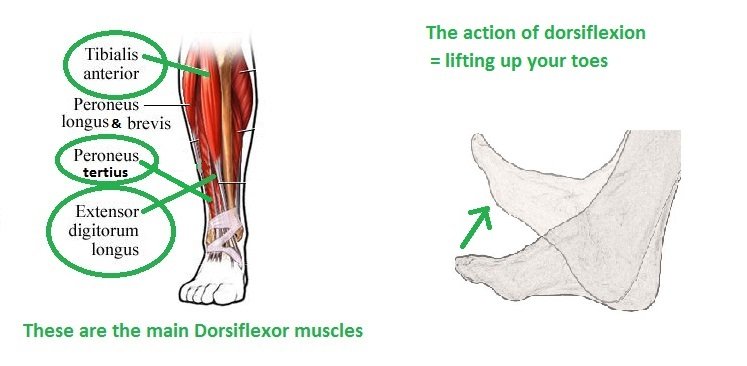 Tibialis
anterior
Peroneus
longus & brevis
Peroneus
tertius
Extensor
digitorum
longus
These are the main Dorsiflexor muscles
The action of dorsiflexion
= lifting up your toes